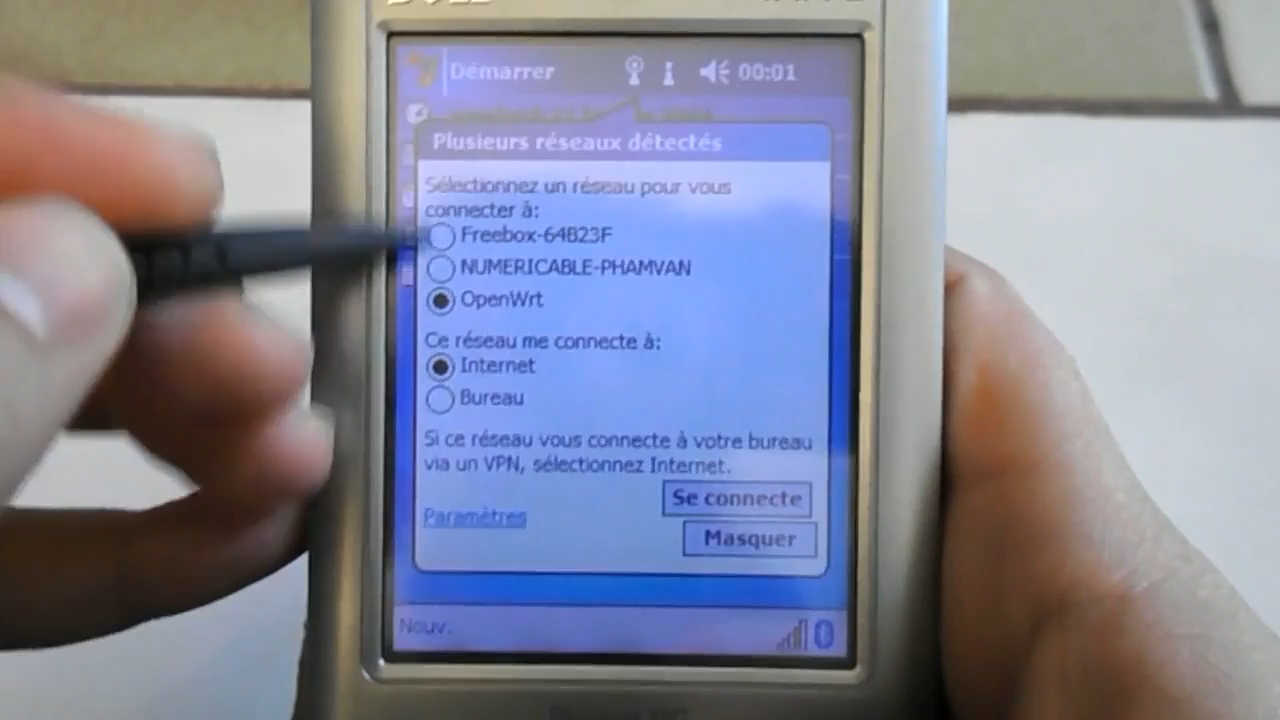 Démarrer 00:01
Plusieurs réseaux détectés
Sélectionnez un réseau pour vous
connecter à:
Freebox-64B23F
NUMERICABLE-PHAMVAN
OpenWrt
Ce réseau me connecte à:
Internet
Bureau
Si ce réseau vous connecte à votre bureau
via un VPN, sélectionnez Internet.
Se connecte
Paramètres
Masquer
Nouv.